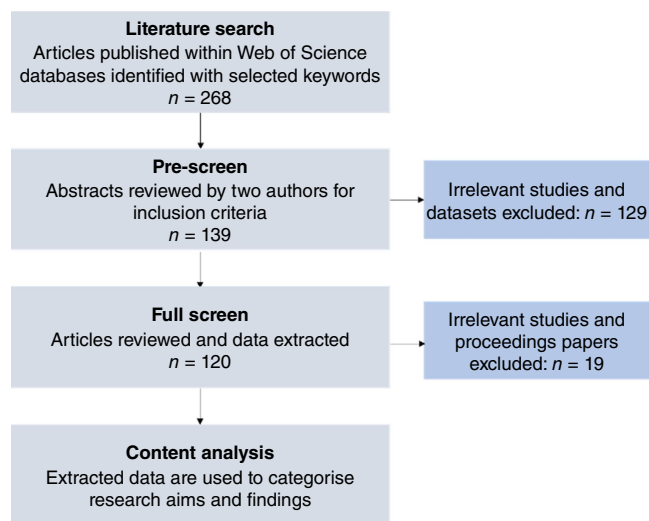 Literature search
Articles published within Web of Science
databases identified with selected keywords
n = 268
Pre-screen
Abstracts reviewed by two authors for
inclusion criteria
n = 139
Irrelevant studies and
datasets excluded: n = 129
Full screen
Articles reviewed and data extracted
n = 120
Irrelevant studies and
proceedings papers
excluded: n = 19
Content analysis
Extracted data are used to categorise
research aims and findings